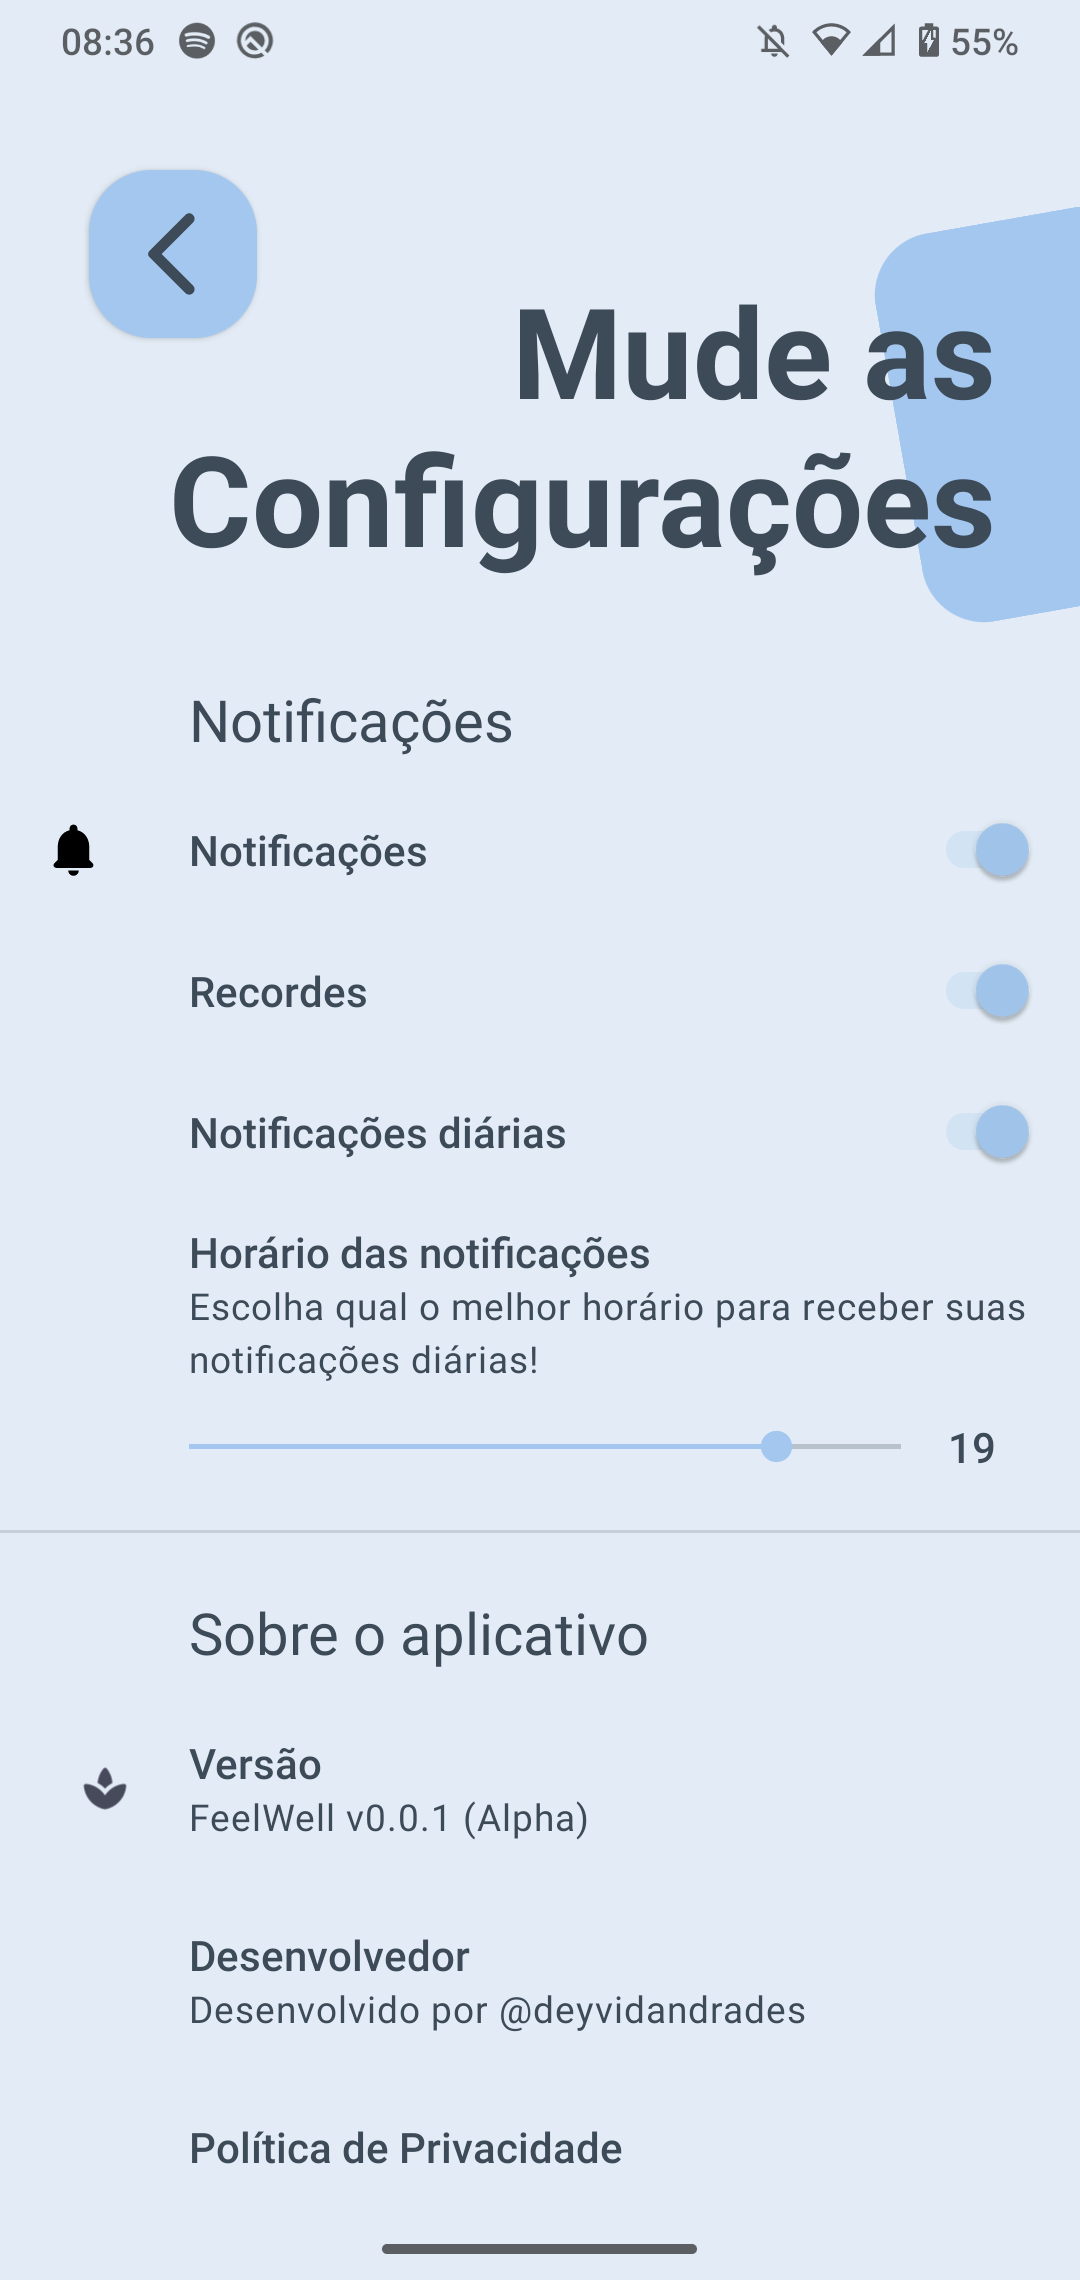 08:36
55%
Mude as
Configurações
Notificações
Notificações
Recordes
Notificações diárias
Horário das notificações
Escolha qual o melhor horário para receber suas
notificações diárias!
19
Sobre o aplicativo
Versão
FeelWell v0.0.1 (Alpha)
Desenvolvedor
Desenvolvido por @deyvidandrades
Política de Privacidade